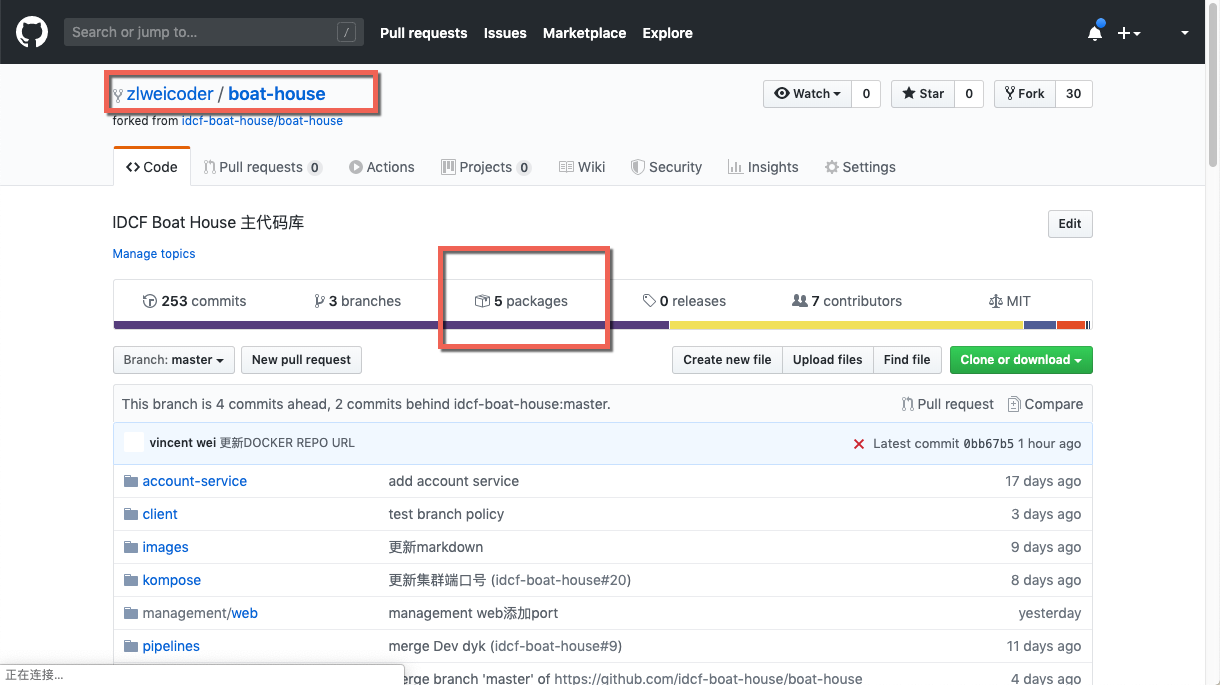 Search or jump to... / Pull requests Issues Marketplace Explore
zlweicoder / boat-house Watch 0 Star 0 Fork 30
forked from idcf-boat-house/boat-house
Code Pull requests 0 Actions Projects 0 Wiki Security Insights Settings
IDCF Boat House 主代码库 Edit
Manage topics
253 commits 3 branches 5 packages 0 releases 7 contributors MIT
Branch: master New pull request Create new file Upload files Find file Clone or download
This branch is 4 commits ahead, 2 commits behind idcf-boat-house:master. Pull request Compare
vincent wei 更新DOCKER REPO URL Latest commit 0bb67b5 1 hour ago
account-service add account service 17 days ago
client test branch policy 3 days ago
images 更新markdown 9 days ago
kompose 更新集群端口号 (idcf-boat-house#20) 8 days ago
management/web management web添加port yesterday
pipelines merge Dev dyk (idcf-boat-house#9) 11 days ago
erge branch 'master' of https://github.com/idcf-boat-house/boat-house 4 days ago
正在连接...